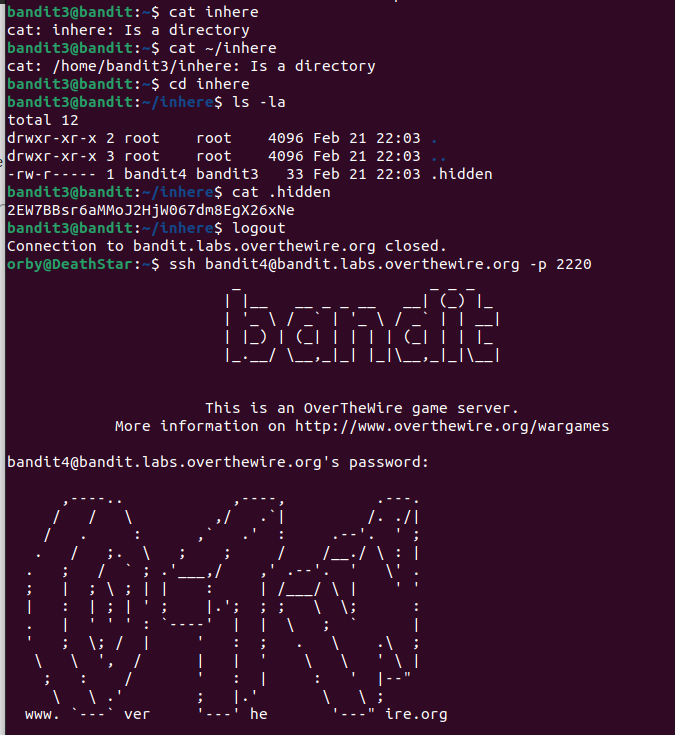 bandit3@bandit:~$ cat inhere
cat: inhere: Is a directory
bandit3@bandit:~$ cat ~/inhere
cat: /home/bandit3/inhere: Is a directory
bandit3@bandit:~$ cd inhere
bandit3@bandit:~/inhere$ ls -la
total 12
drwxr-xr-x 2 root    root    4096 Feb 21 22:03 .
drwxr-xr-x 3 root    root    4096 Feb 21 22:03 ..
-rw-r----- 1 bandit4 bandit3   33 Feb 21 22:03 .hidden
bandit3@bandit:~/inhere$ cat .hidden
2EW7BBsr6aMMoJ2HjW067dm8EgX26xNe
bandit3@bandit:~/inhere$ logout
Connection to bandit.labs.overthewire.org closed.
orby@DeathStar:~$ ssh bandit4@bandit.labs.overthewire.org -p 2220
bandit
This is an OverTheWire game server.
More information on http://www.overthewire.org/wargames
bandit4@bandit.labs.overthewire.org's password:
www. ver he ire.org